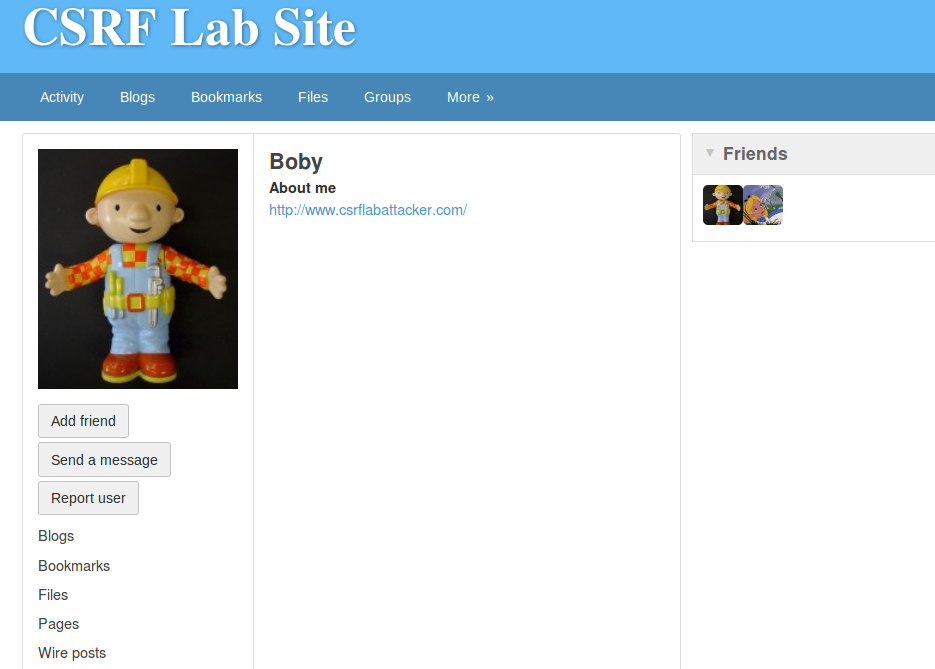 CSRF Lab Site
Activity Blogs Bookmarks Files Groups More »
Boby
About me
http://www.csrflabattacker.com/
Add friend
Send a message
Report user
Blogs
Bookmarks
Files
Pages
Wire posts
Friends